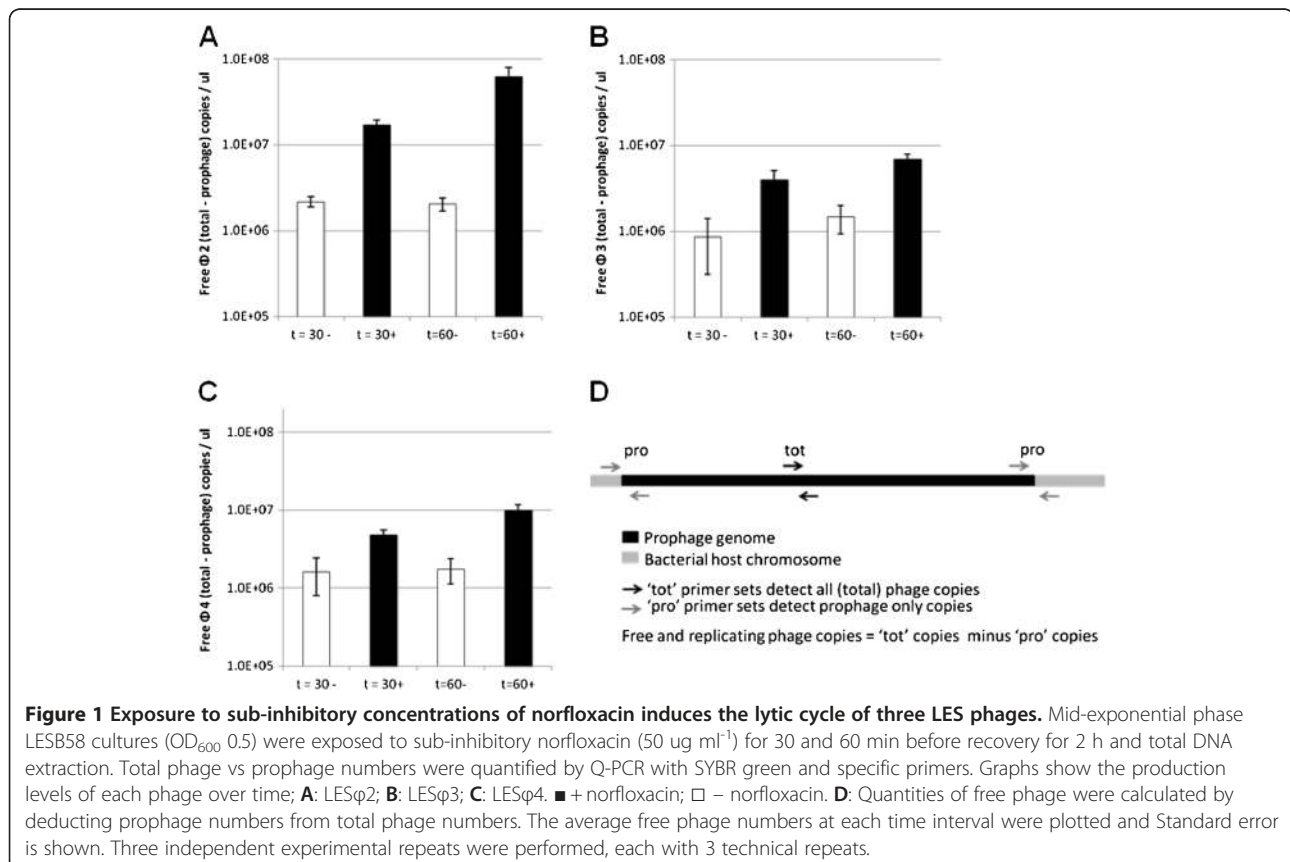 A
Free Φ 2 (total - prophage) copies / ul
1.0E+08
1.0E+07
1.0E+06
1.0E+05
t = 30 -
t = 30+
t=60-
t=60+
B
Free Φ 3 (total - prophage) copies / ul
1.0E+08
1.0E+07
1.0E+06
1.0E+05
t = 30 -
t = 30+
t=60-
t=60+
C
Free Φ 4 (total - prophage) copies / ul
1.0E+08
1.0E+07
1.0E+06
1.0E+05
t = 30 -
t = 30+
t=60-
t=60+
D
pro
tot
pro
■ Prophage genome
Bacterial host chromosome
→ 'tot' primer sets detect all (total) phage copies
→ 'pro' primer sets detect prophage only copies
Free and replicating phage copies = 'tot' copies minus 'pro' copies
Figure 1 Exposure to sub-inhibitory concentrations of norfloxacin induces the lytic cycle of three LES phages. Mid-exponential phase
LESB58 cultures (OD₆₀₀ 0.5) were exposed to sub-inhibitory norfloxacin (50 ug ml⁻¹) for 30 and 60 min before recovery for 2 h and total DNA
extraction. Total phage vs prophage numbers were quantified by Q-PCR with SYBR green and specific primers. Graphs show the production
levels of each phage over time; A: LESφ2; B: LESφ3; C: LESφ4. ■ + norfloxacin; □ – norfloxacin. D: Quantities of free phage were calculated by
deducting prophage numbers from total phage numbers. The average free phage numbers at each time interval were plotted and Standard error
is shown. Three independent experimental repeats were performed, each with 3 technical repeats.